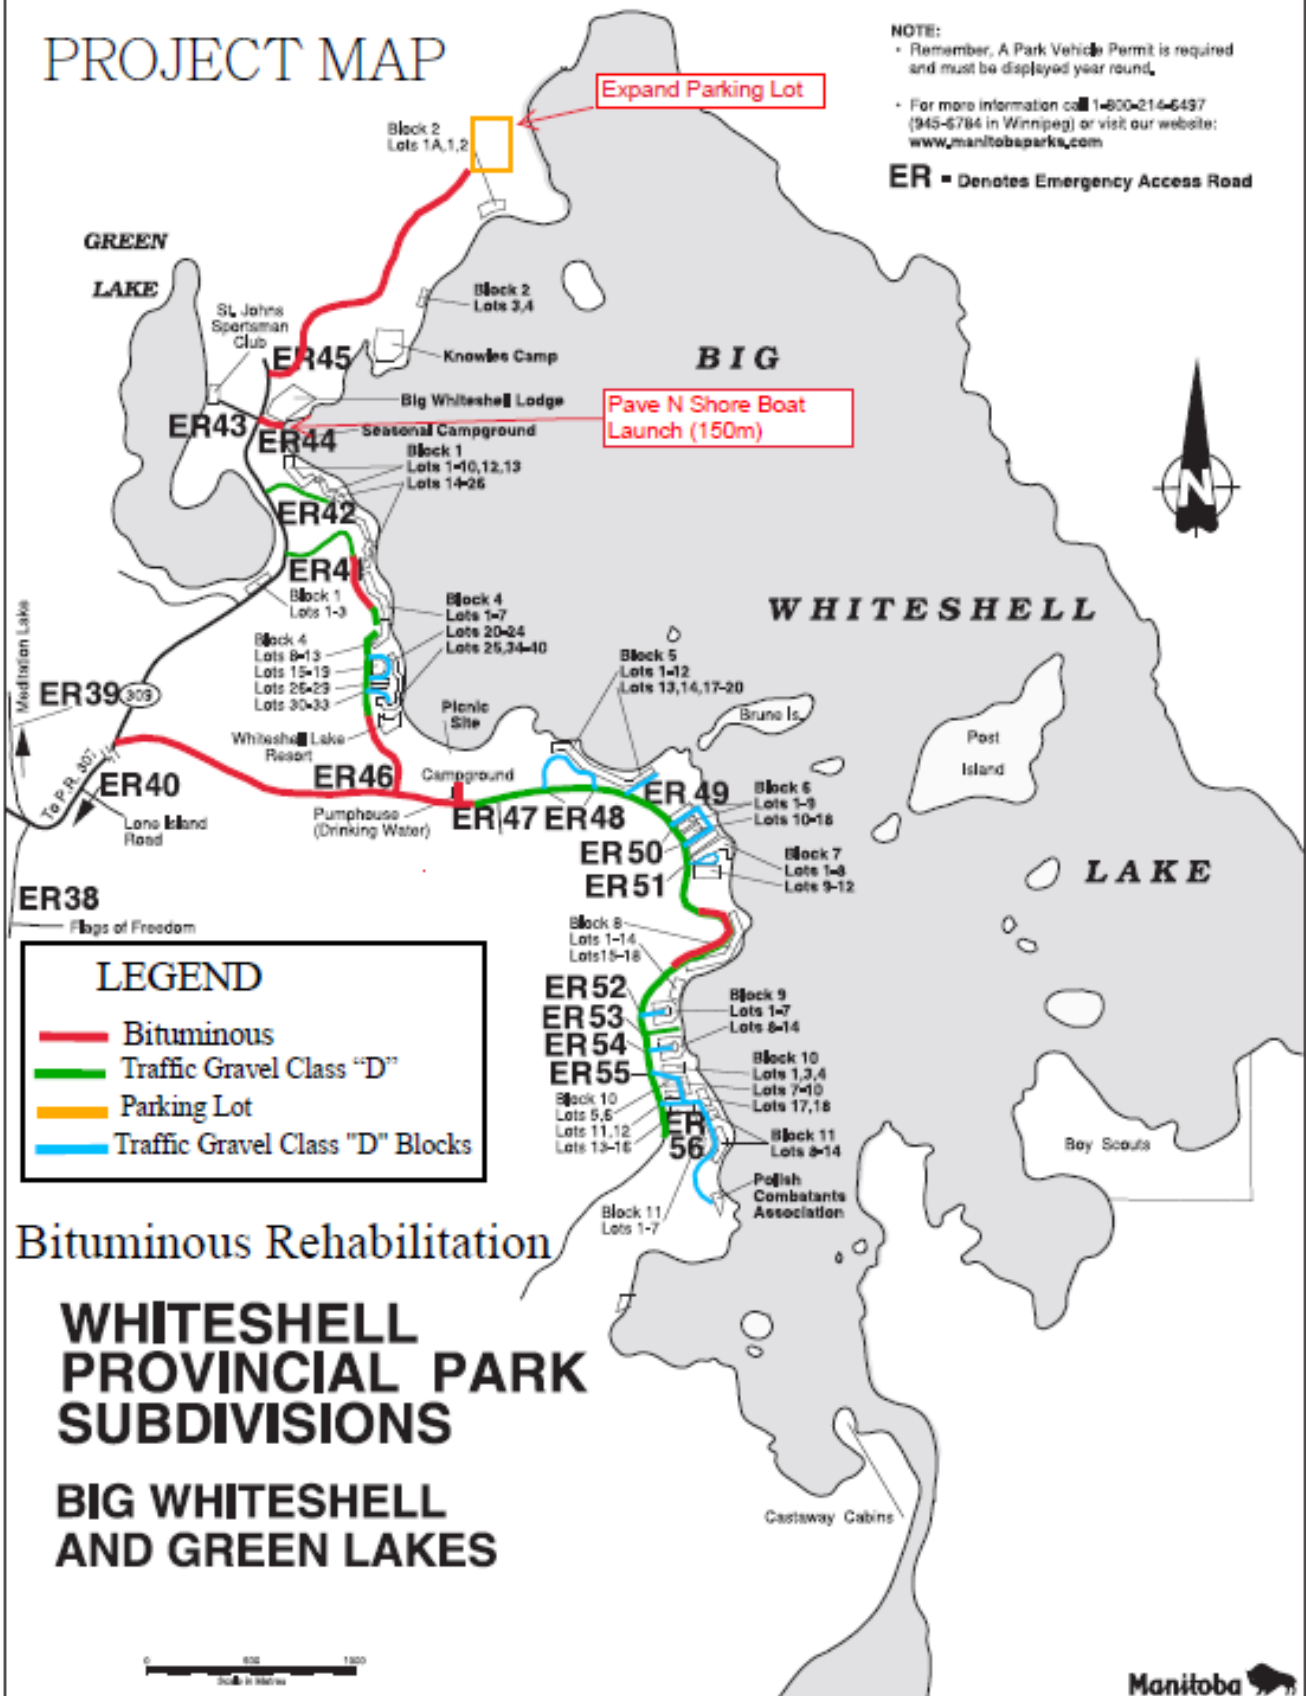 PROJECT MAP
NOTE:
• Remember, A Park Vehicle Permit is required
and must be displayed year round.
• For more information call 1-800-214-6497
(945-6784 in Winnipeg) or visit our website:
www.manitobaparks.com
ER = Denotes Emergency Access Road
Expand Parking Lot
Block 2
Lots 1A,1,2
GREEN
LAKE
St. Johns
Sportsman
Club
Block 2
Lots 3,4
ER45
Knowles Camp
BIG
Big Whiteshell Lodge
Pave N Shore Boat
Launch (150m)
ER43
ER44
Seasonal Campground
Block 1
Lots 1-10,12,13
Lots 14-26
N
ER42
ER41
Block 1
Lots 1-3
Block 4
Lots 1-7
Lots 20-24
Lots 25,34-40
WHITESHELL
Meditation Lake
Block 4
Lots 8-13
Lots 15-19
Lots 26-29
Lots 30-33
Block 5
Lots 1-12
Lots 13,14,17-20
ER39
309
Picnic
Site
Brune Is.
Post
Island
Whiteshell Lake
Resort
To P.R. 307
ER40
ER46
Campground
ER 49
Block 6
Lots 1-9
Lots 10-18
Lone Island
Road
Pumphouse
(Drinking Water)
ER 47
ER48
ER50
Block 7
Lots 1-8
Lots 9-12
LAKE
ER51
ER38
Flags of Freedom
Block 8
Lots 1-14
Lots15-18
LEGEND
Bituminous
Traffic Gravel Class “D”
Parking Lot
Traffic Gravel Class "D" Blocks
ER52
ER53
ER54
ER55
Block 9
Lots 1-7
Lots 8-14
Block 10
Lots 1,3,4
Lots 7-10
Lots 17,18
Block 10
Lots 5,6
Lots 11,12
Lots 13-16
ER
56
Block 11
Lots 8-14
Boy Scouts
Polish
Combatants
Association
Block 11
Lots 1-7
Bituminous Rehabilitation
WHITESHELL
PROVINCIAL PARK
SUBDIVISIONS
BIG WHITESHELL
AND GREEN LAKES
Castaway Cabins
0 500 1000
Scale in Metres
Manitoba